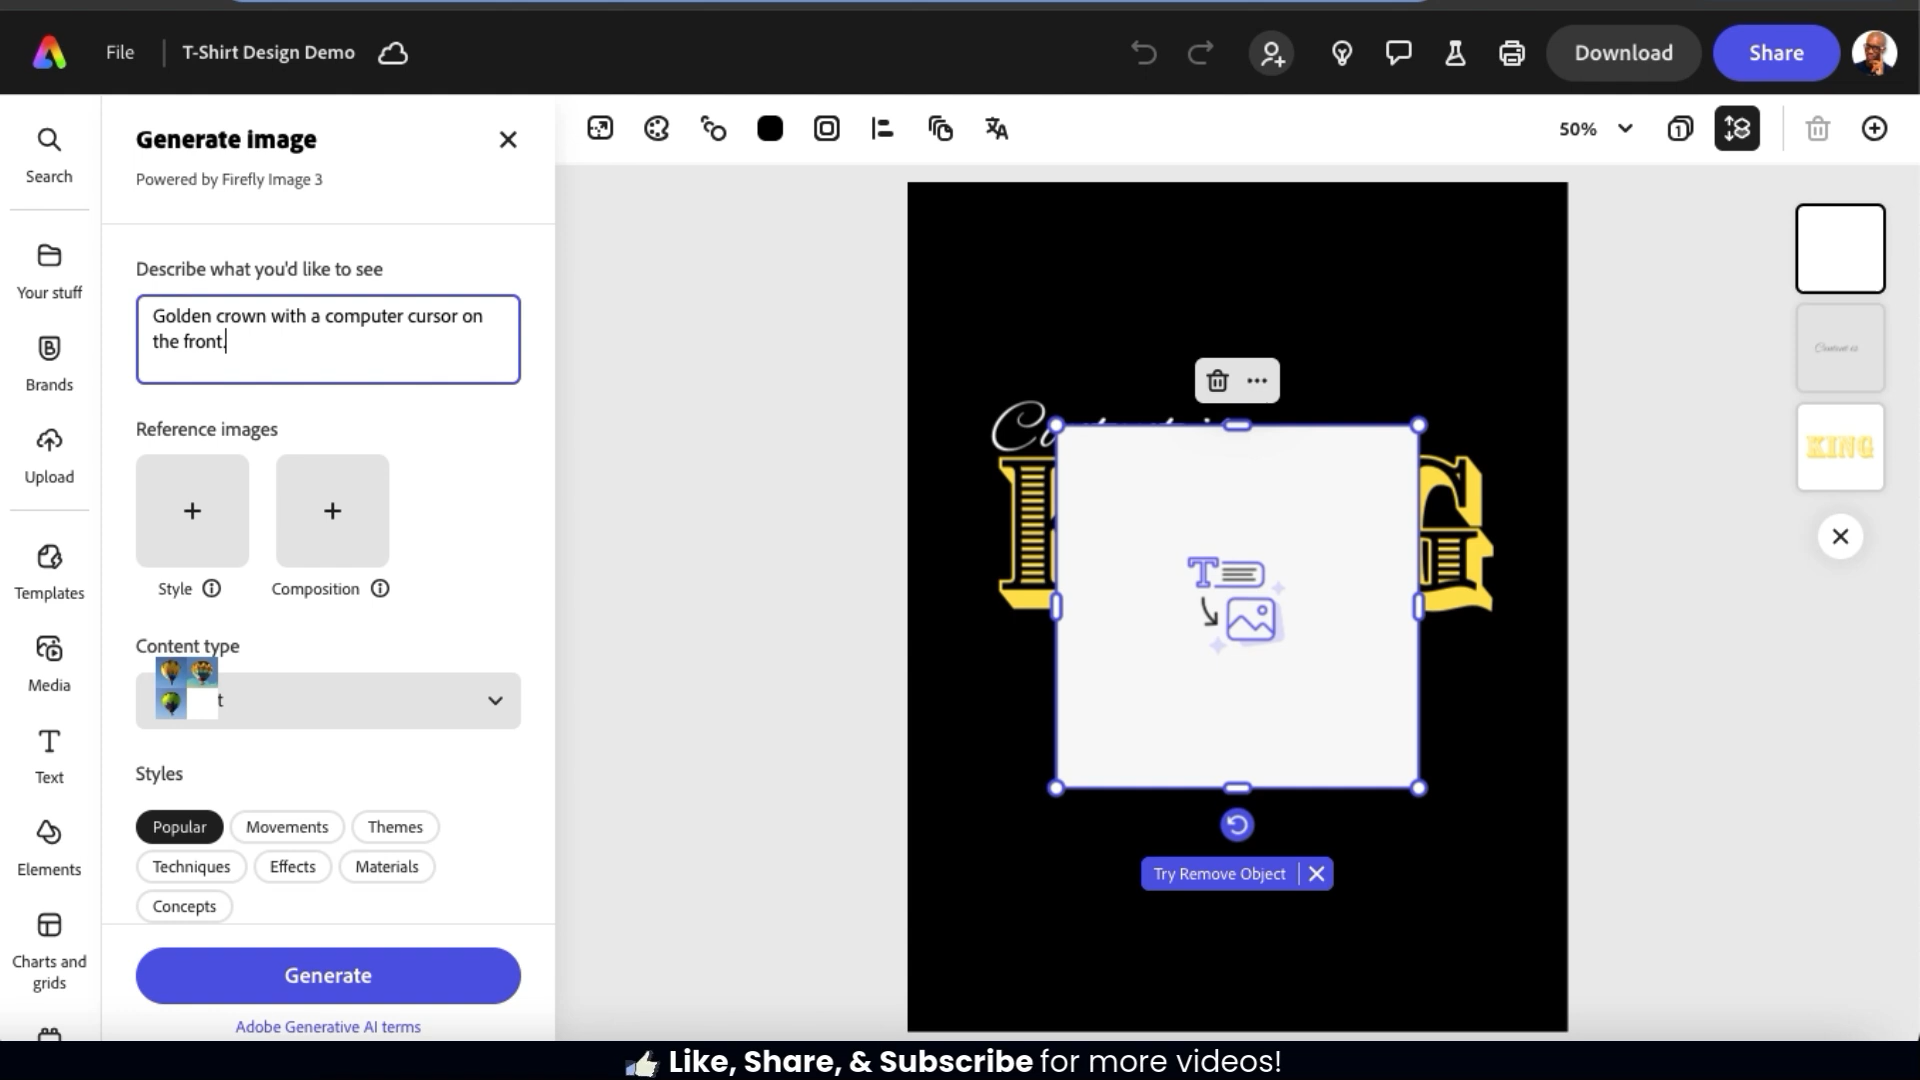 File
T-Shirt Design Demo
Download
Share
Search
Your stuff
Brands
Upload
Templates
Media
Text
Elements
Charts and
grids
Generate image
Powered by Firefly Image 3
Describe what you'd like to see
Golden crown with a computer cursor on
the front.
Reference images
Style
Composition
Content type
t
Styles
Popular
Movements
Themes
Techniques
Effects
Materials
Concepts
Generate
Adobe Generative AI terms
50%
1
Try Remove Object
G
Content is
KING
Like, Share, & Subscribe for more videos!